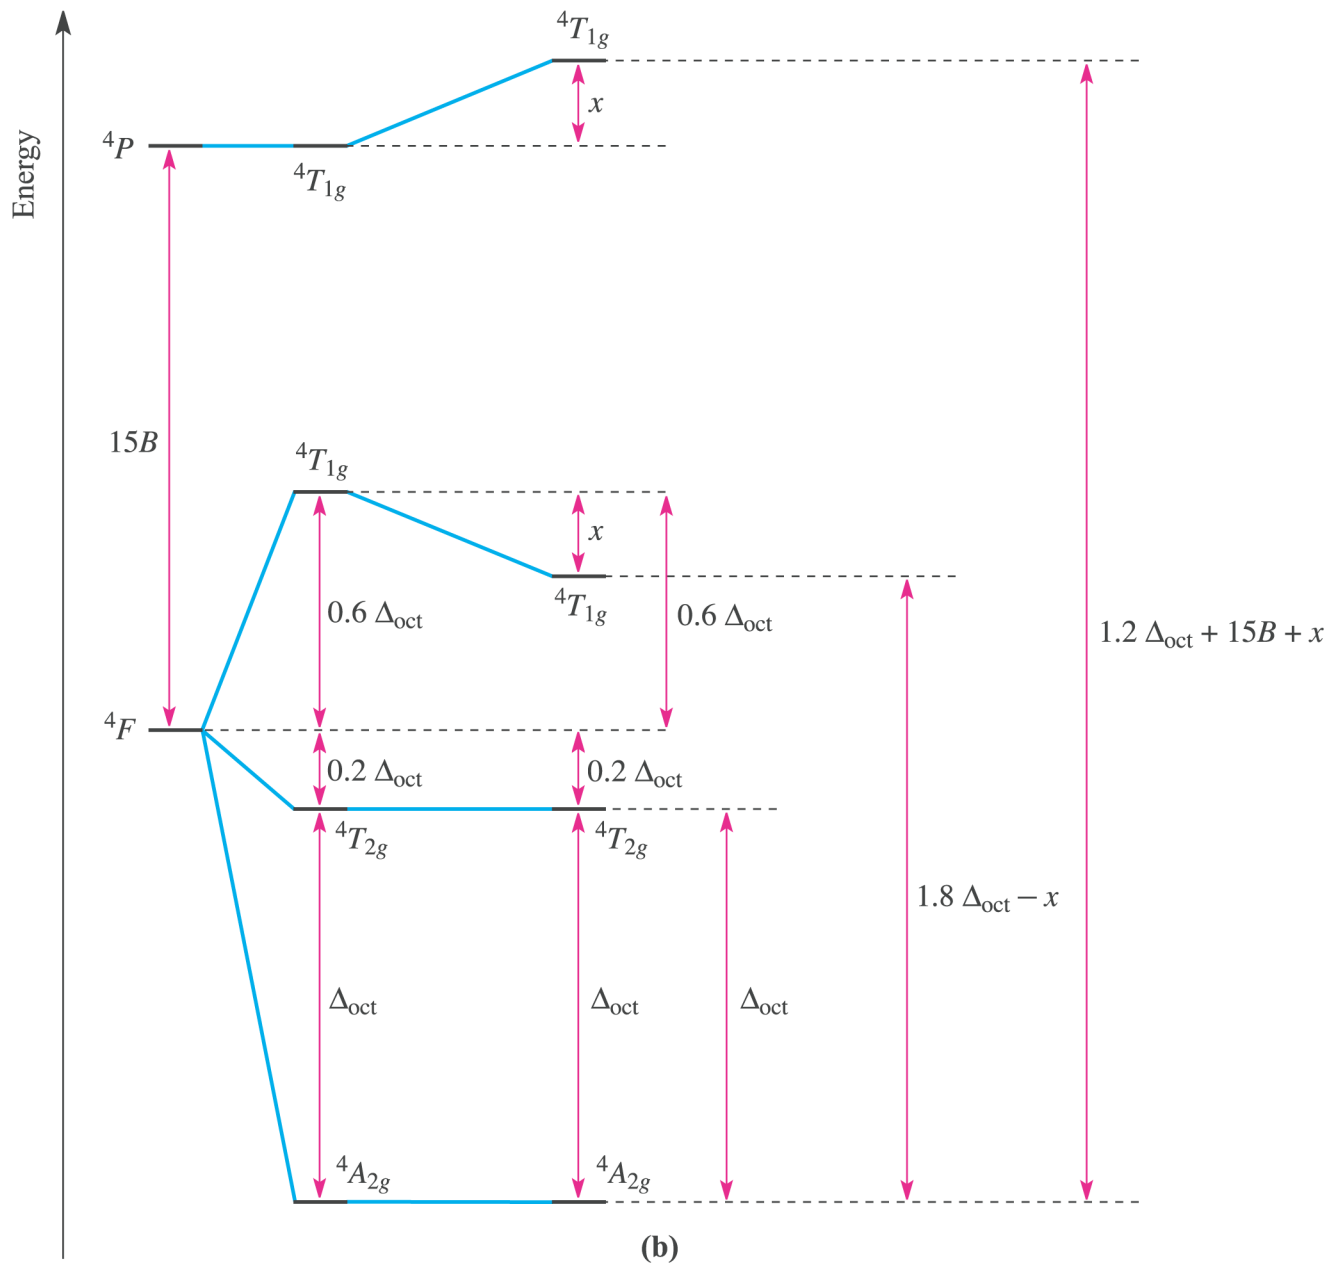 ⁴T₁g
x
⁴P
⁴T₁g
Energy
15B
⁴T₁g
x
⁴T₁g
0.6 Δoct
0.6 Δoct
1.2 Δoct + 15B + x
⁴F
0.2 Δoct
0.2 Δoct
⁴T₂g
⁴T₂g
1.8 Δoct – x
Δoct
Δoct
Δoct
⁴A₂g
⁴A₂g
(b)